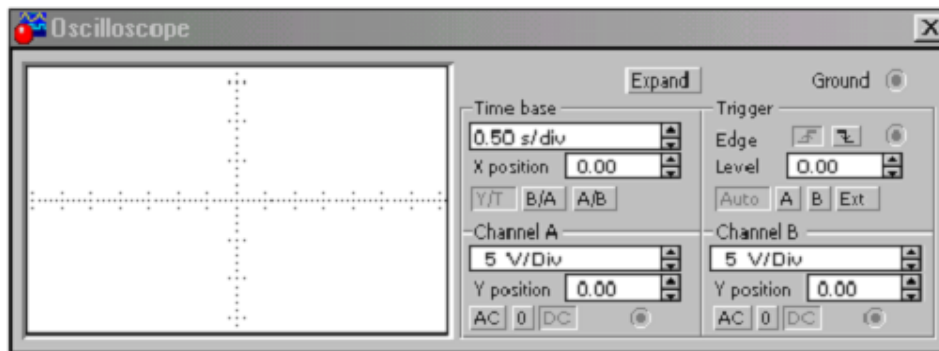 Oscilloscope
Expand Ground
Time base Trigger
0.50 s/div Edge
X position 0.00 Level 0.00
Y/T B/A A/B Auto A B Ext
Channel A Channel B
5 V/Div 5 V/Div
Y position 0.00 Y position 0.00
AC 0 DC AC 0 DC